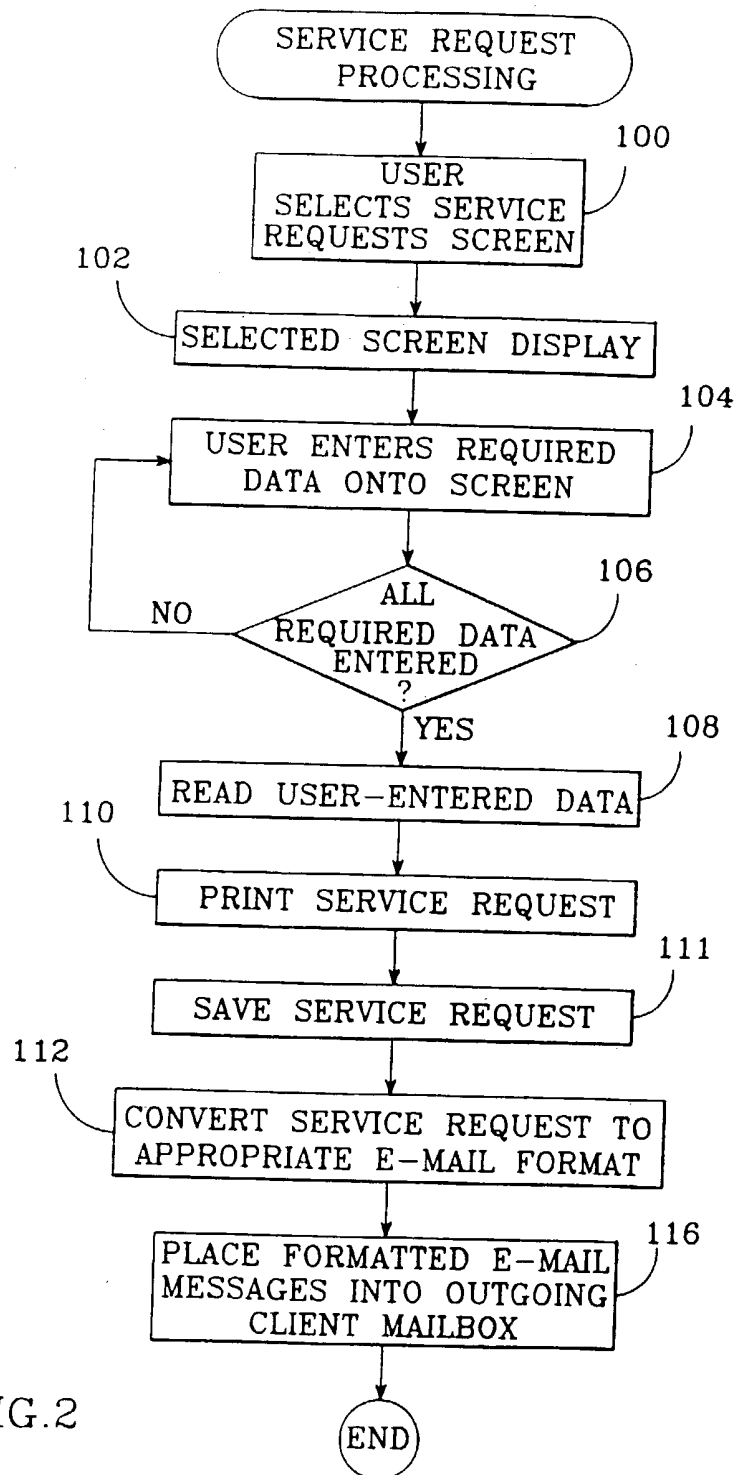 SERVICE REQUEST
PROCESSING
100
USER
SELECTS SERVICE
REQUESTS SCREEN
102
SELECTED SCREEN DISPLAY
104
USER ENTERS REQUIRED
DATA ONTO SCREEN
106
ALL
REQUIRED DATA
ENTERED
?
NO
YES
108
READ USER-ENTERED DATA
110
PRINT SERVICE REQUEST
111
SAVE SERVICE REQUEST
112
CONVERT SERVICE REQUEST TO
APPROPRIATE E-MAIL FORMAT
116
PLACE FORMATTED E-MAIL
MESSAGES INTO OUTGOING
CLIENT MAILBOX
END
IG.2